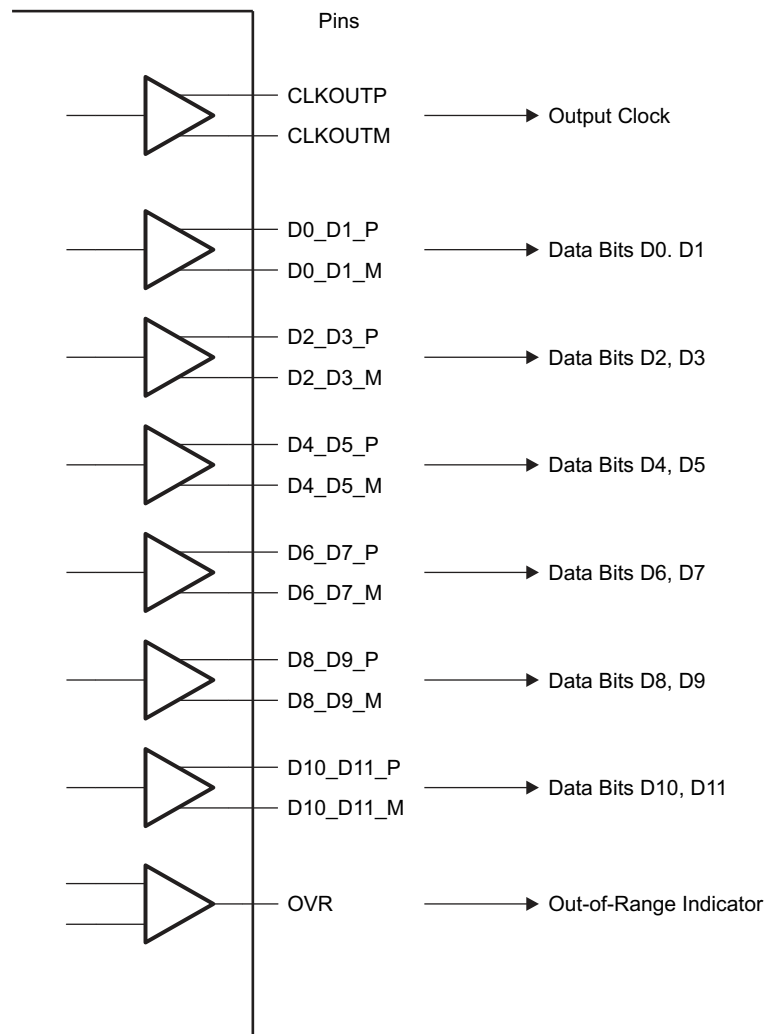 Pins
CLKOUTP
CLKOUTM
Output Clock
D0_D1_P
D0_D1_M
Data Bits D0. D1
D2_D3_P
D2_D3_M
Data Bits D2, D3
D4_D5_P
D4_D5_M
Data Bits D4, D5
D6_D7_P
D6_D7_M
Data Bits D6, D7
D8_D9_P
D8_D9_M
Data Bits D8, D9
D10_D11_P
D10_D11_M
Data Bits D10, D11
OVR
Out-of-Range Indicator